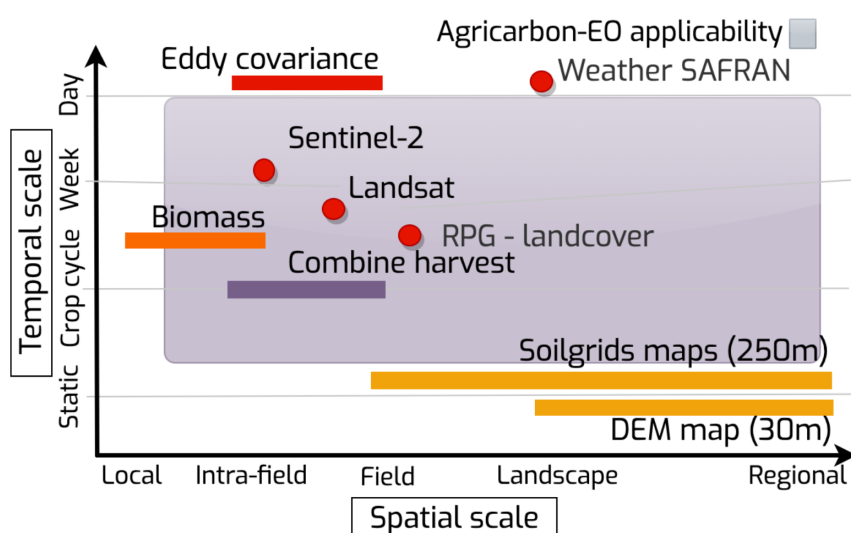 Agricarbon-EO applicability
Eddy covariance
Weather SAFRAN
Sentinel-2
Landsat
Biomass
RPG - landcover
Combine harvest
Soilgrids maps (250m)
DEM map (30m)
Temporal scale
Day
Week
Crop cycle
Static
Local
Intra-field
Field
Landscape
Regional
Spatial scale